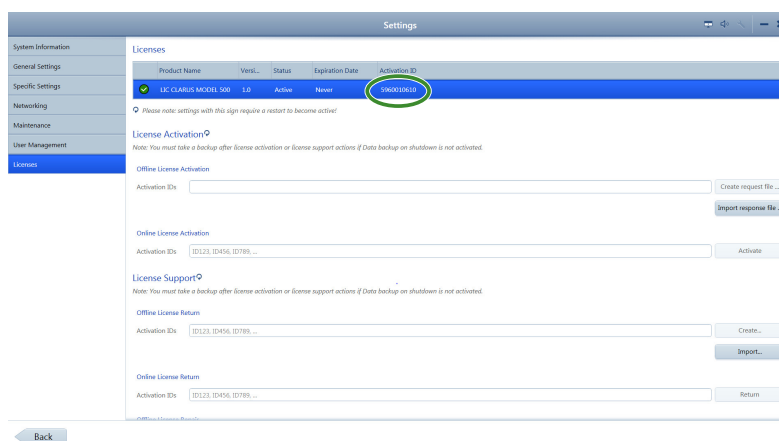 Settings
System Information
General Settings
Specific Settings
Networking
Maintenance
User Management
Licenses
Licenses
Product Name Versi... Status Expiration Date Activation ID
LIC CLARUS MODEL 500 1.0 Active Never 5960010610
Please note: settings with this sign require a restart to become active!
License Activation
Note: You must take a backup after license activation or license support actions if Data backup on shutdown is not activated.
Offline License Activation
Activation IDs Create request file ...
Import response file .
Online License Activation
Activation IDs ID123, ID456, ID789, ... Activate
License Support
Note: You must take a backup after license activation or license support actions if Data backup on shutdown is not activated.
Offline License Return
Activation IDs ID123, ID456, ID789, ... Create...
Import...
Online License Return
Activation IDs ID123, ID456, ID789, ... Return
Back